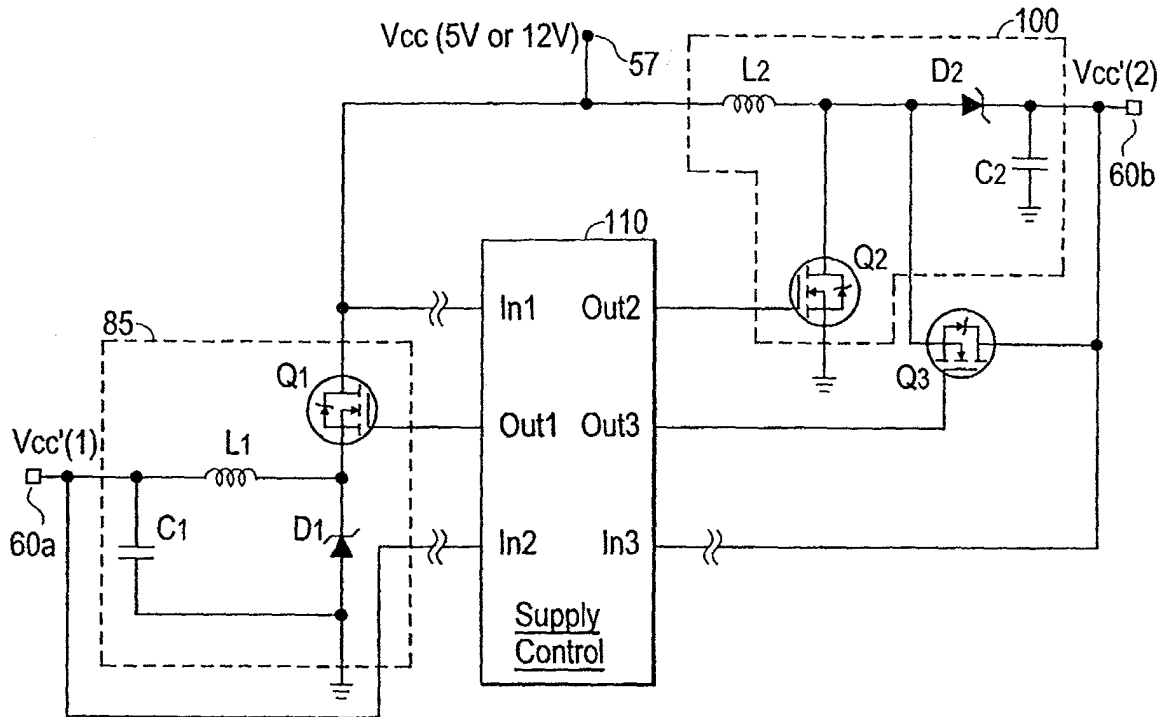 100
Vcc (5V or 12V)
57
L2
D2
Vcc'(2)
C2
60b
110
Q2
In1
Out2
85
Q1
Q3
Out1
Out3
Vcc'(1)
L1
C1
D1
60a
In2
In3
Supply
Control